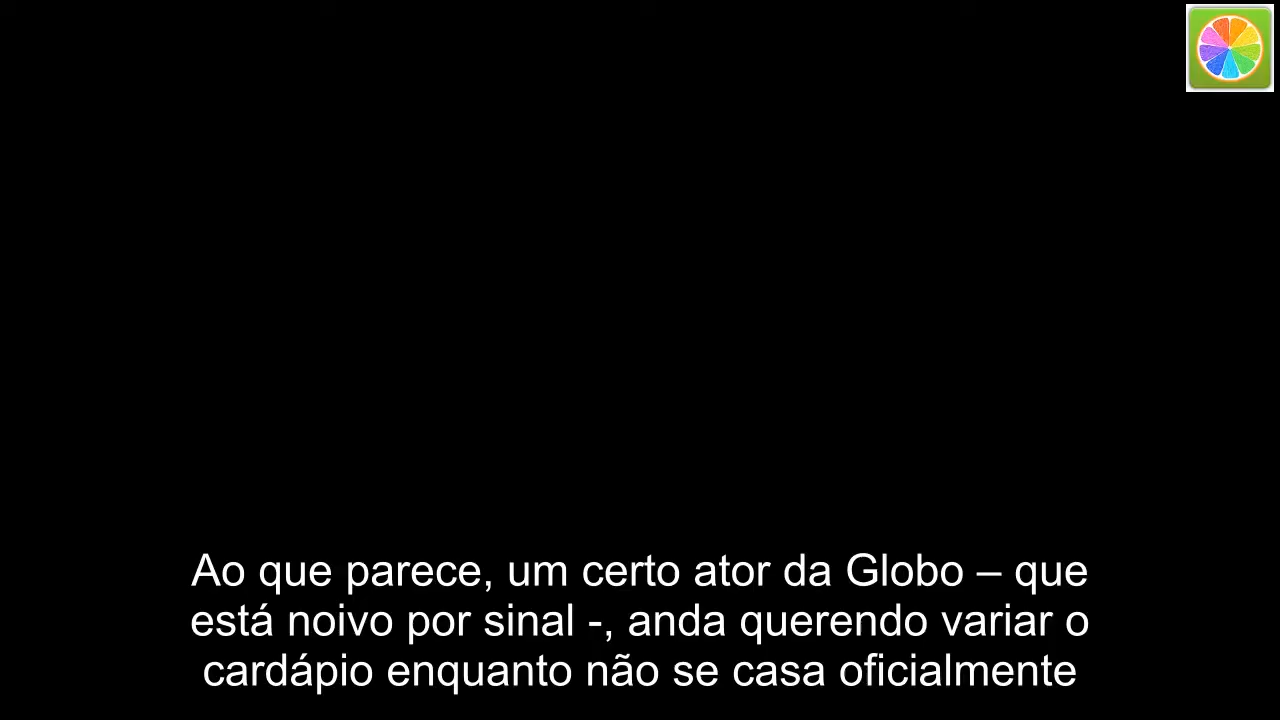 Ao que parece, um certo ator da Globo – que
está noivo por sinal -, anda querendo variar o
cardápio enquanto não se casa oficialmente